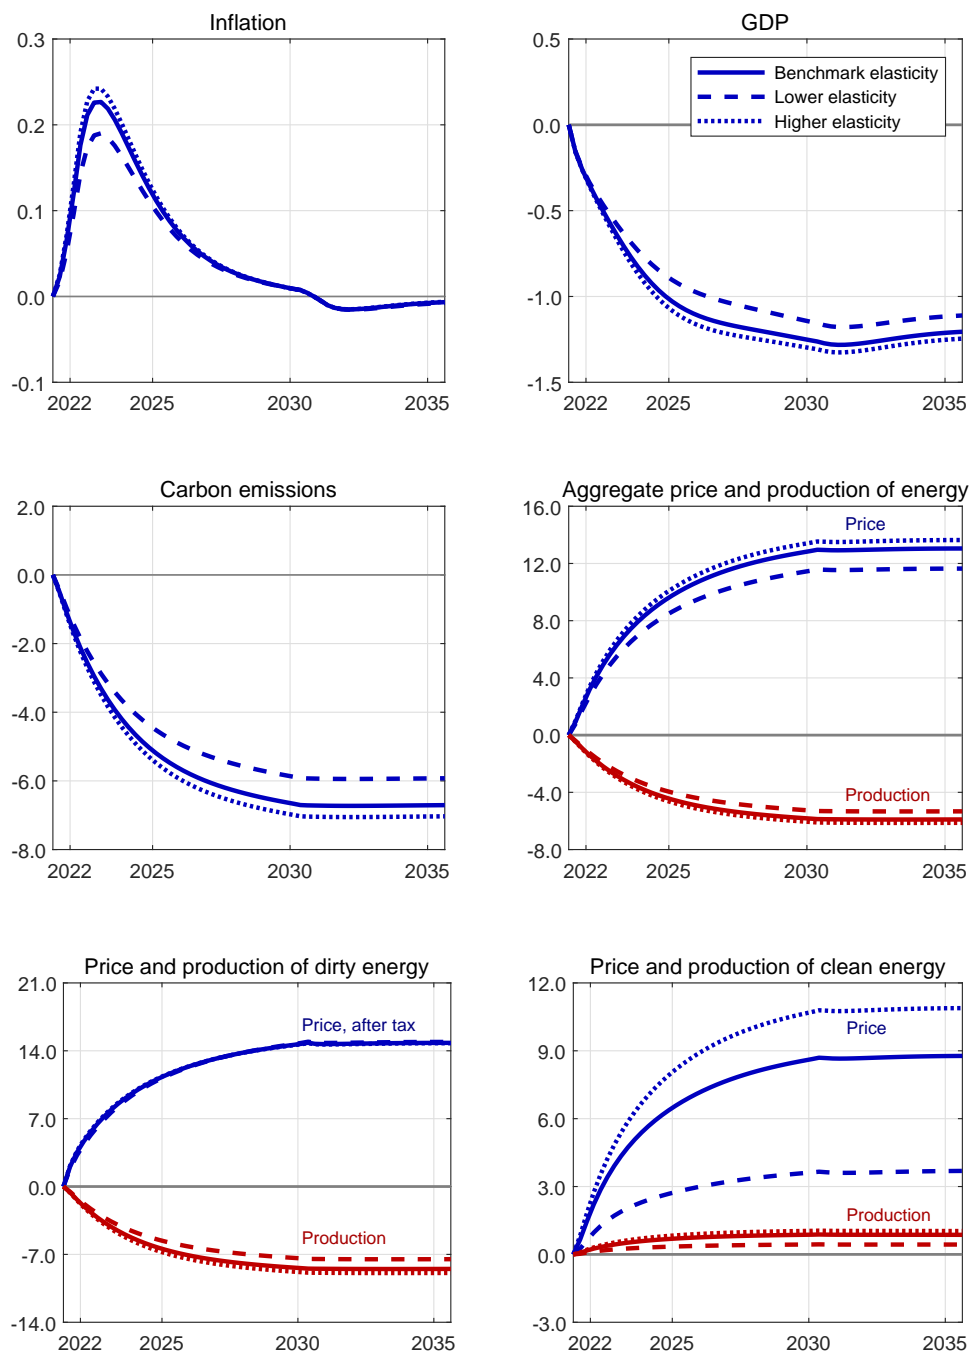 Inflation
0.3
0.2
0.1
0.0
-0.1
2022 2025 2030 2035
GDP
0.5
0.0
-0.5
-1.0
-1.5
Benchmark elasticity
Lower elasticity
Higher elasticity
2022 2025 2030 2035
Carbon emissions
2.0
0.0
-2.0
-4.0
-6.0
-8.0
2022 2025 2030 2035
Aggregate price and production of energy
16.0
12.0
8.0
4.0
0.0
-4.0
-8.0
Price
Production
2022 2025 2030 2035
Price and production of dirty energy
21.0
14.0
7.0
0.0
-7.0
-14.0
Price, after tax
Production
2022 2025 2030 2035
Price and production of clean energy
12.0
9.0
6.0
3.0
0.0
-3.0
Price
Production
2022 2025 2030 2035